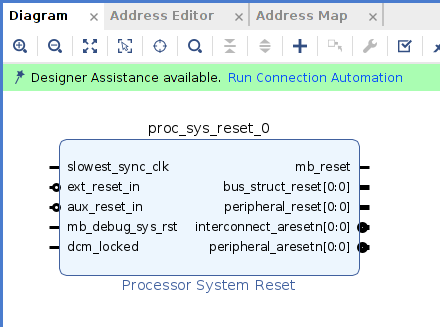 Diagram
Address Editor
Address Map
Designer Assistance available. Run Connection Automation
proc_sys_reset_0
slowest_sync_clk
mb_reset
ext_reset_in
bus_struct_reset[0:0]
aux_reset_in
peripheral_reset[0:0]
mb_debug_sys_rst
interconnect_aresetn[0:0]
dcm_locked
peripheral_aresetn[0:0]
Processor System Reset